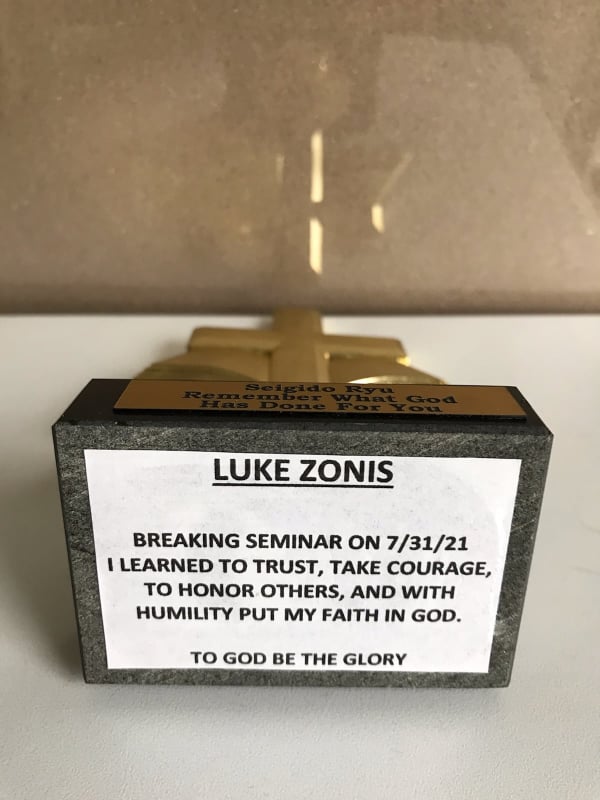 Seigido Ryu
Remember What God
Has Done For You
LUKE ZONIS
BREAKING SEMINAR ON 7/31/21
I LEARNED TO TRUST, TAKE COURAGE,
TO HONOR OTHERS, AND WITH
HUMILITY PUT MY FAITH IN GOD.
TO GOD BE THE GLORY